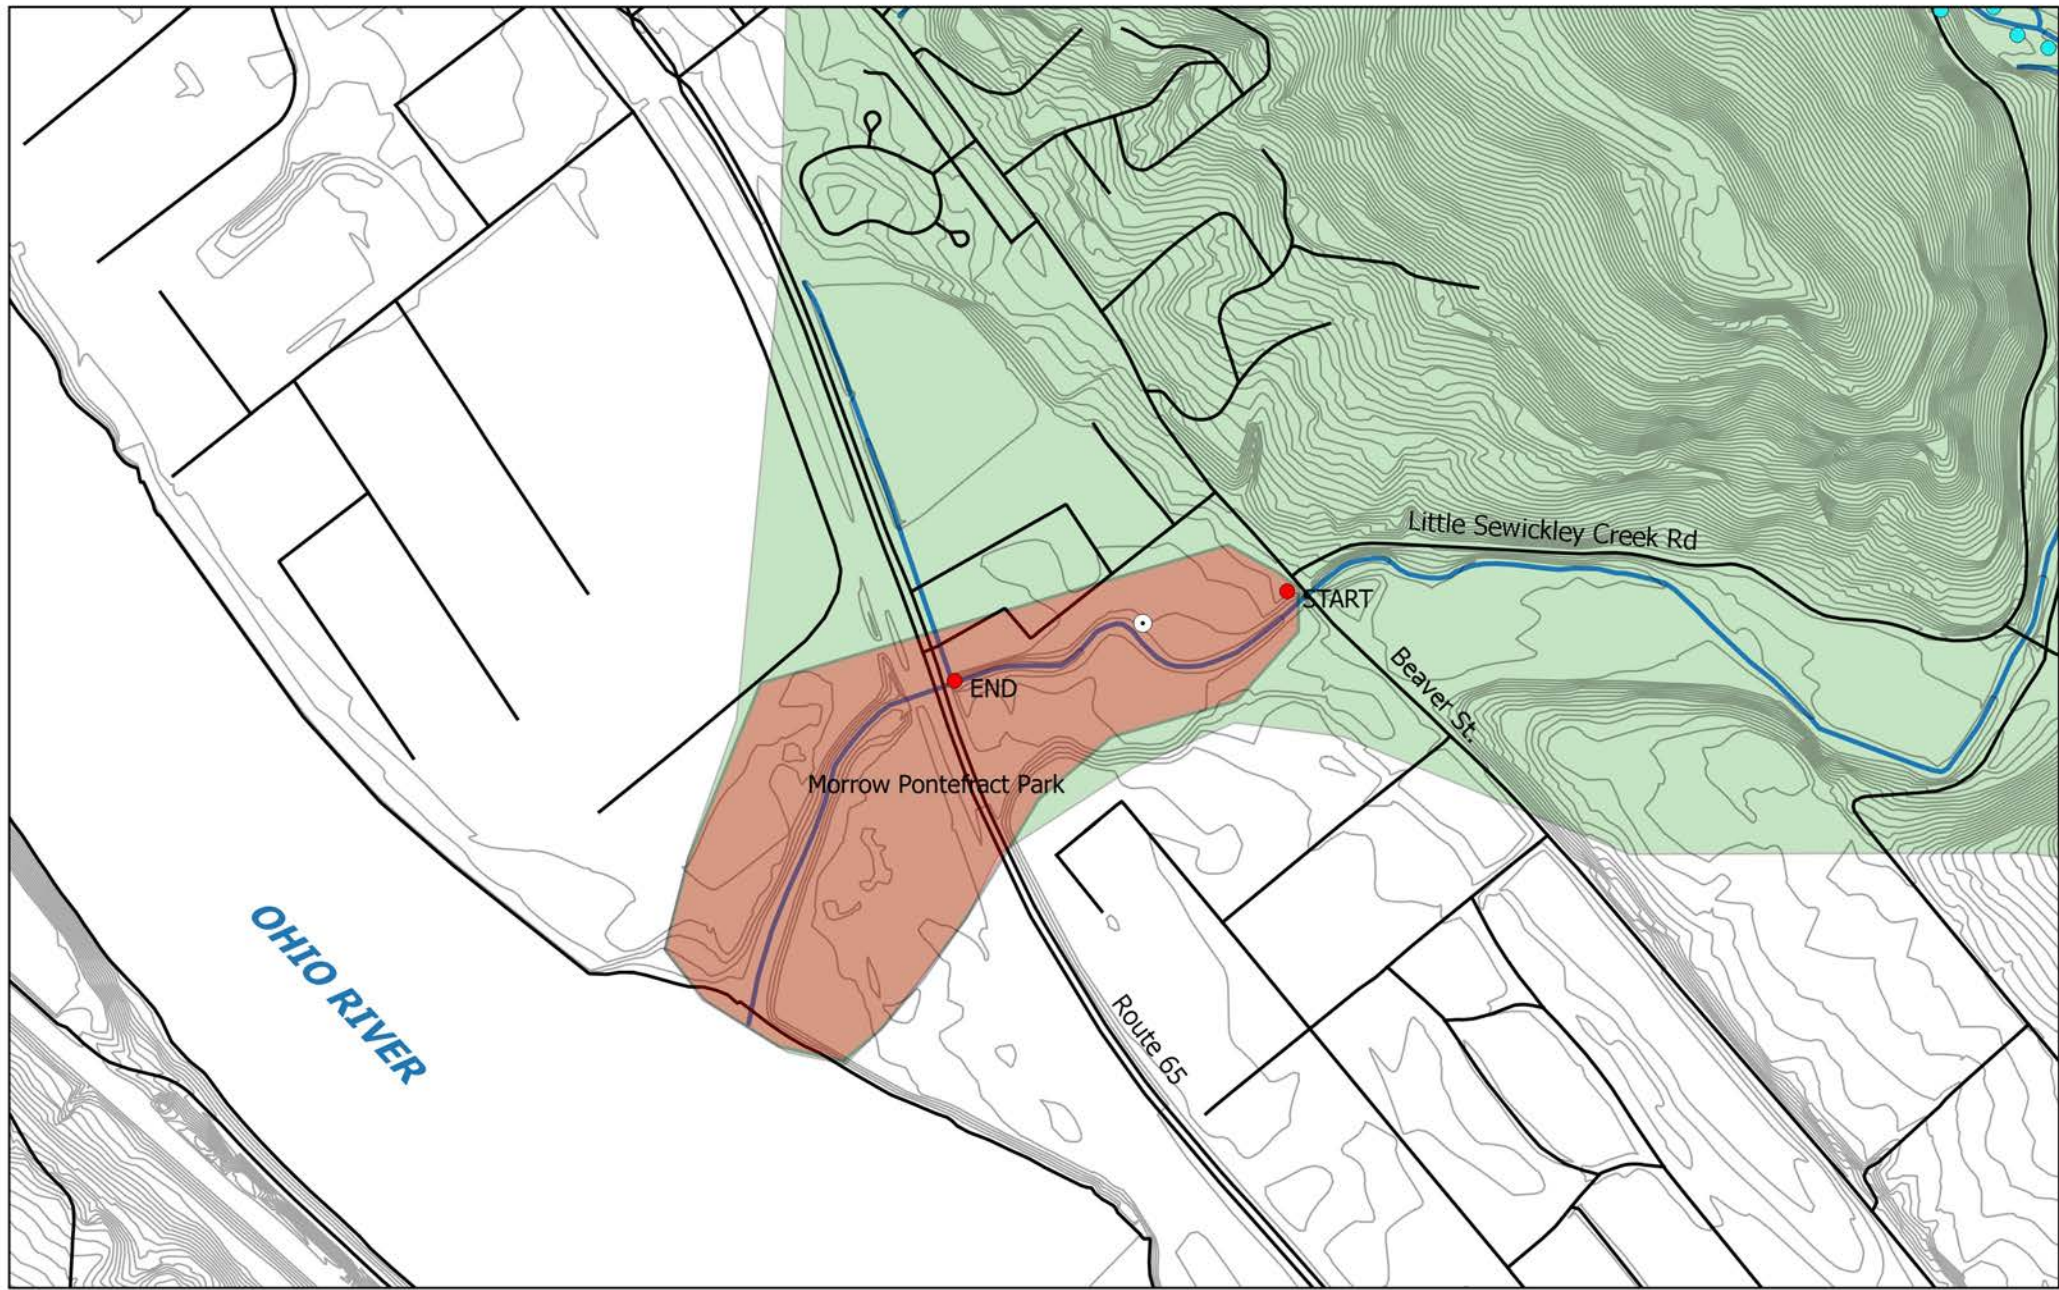 Little Sewickley Creek Rd
START
Beaver St.
END
Morrow Pontefract Park
OHIO RIVER
Route 65